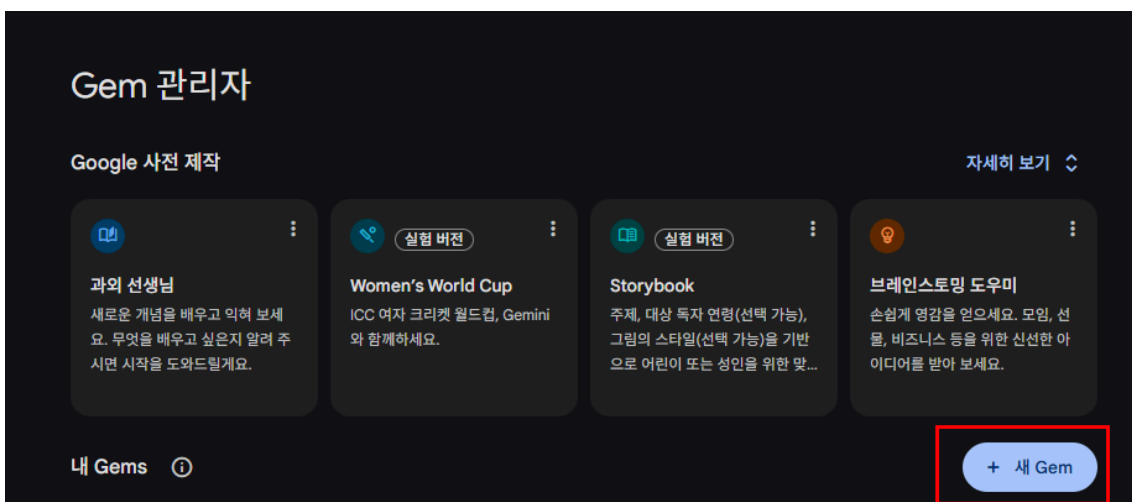 Gem 관리자
Google 사전 제작
자세히 보기
과외 선생님
새로운 개념을 배우고 익혀 보세
요. 무엇을 배우고 싶은지 알려 주
시면 시작을 도와드릴게요.
실험 버전
Women's World Cup
ICC 여자 크리켓 월드컵, Gemini
와 함께하세요.
실험 버전
Storybook
주제, 대상 독자 연령(선택 가능),
그림의 스타일(선택 가능)을 기반
으로 어린이 또는 성인을 위한 맞...
브레인스토밍 도우미
손쉽게 영감을 얻으세요. 모임, 선
물, 비즈니스 등을 위한 신선한 아
이디어를 받아 보세요.
내 Gems
+ 새 Gem